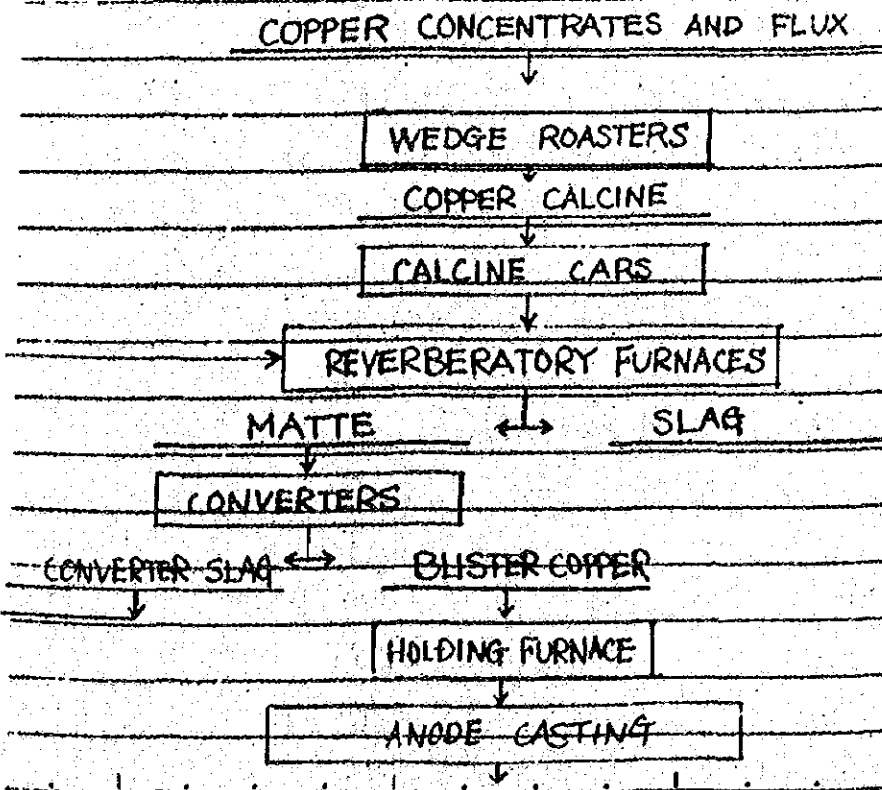 COPPER CONCENTRATES AND FLUX
WEDGE ROASTERS
COPPER CALCINE
CALCINE CARS
REVERBERATORY FURNACES
MATTE SLAG
CONVERTERS
CONVERTER SLAG BLISTER COPPER
HOLDING FURNACE
ANODE CASTING